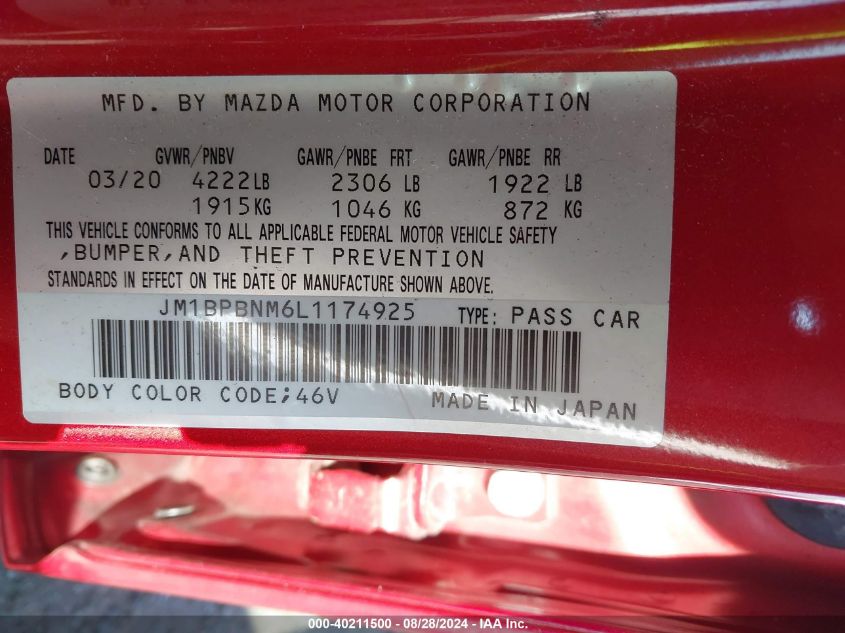 MFD. BY MAZDA MOTOR CORPORATION
DATE GVWR/PNBV GAWR/PNBE FRT GAWR/PNBE RR
03/20 4222LB 2306 LB 1922 LB
1915KG 1046 KG 872 KG
THIS VEHICLE CONFORMS TO ALL APPLICABLE FEDERAL MOTOR VEHICLE SAFETY
,BUMPER,AND THEFT PREVENTION
STANDARDS IN EFFECT ON THE DATE OF MANUFACTURE SHOWN ABOVE.
JM1BPBNM6L1174925 TYPE: PASS CAR
BODY COLOR CODE;46V MADE IN JAPAN
000-40211500 - 08/28/2024 - IAA Inc.